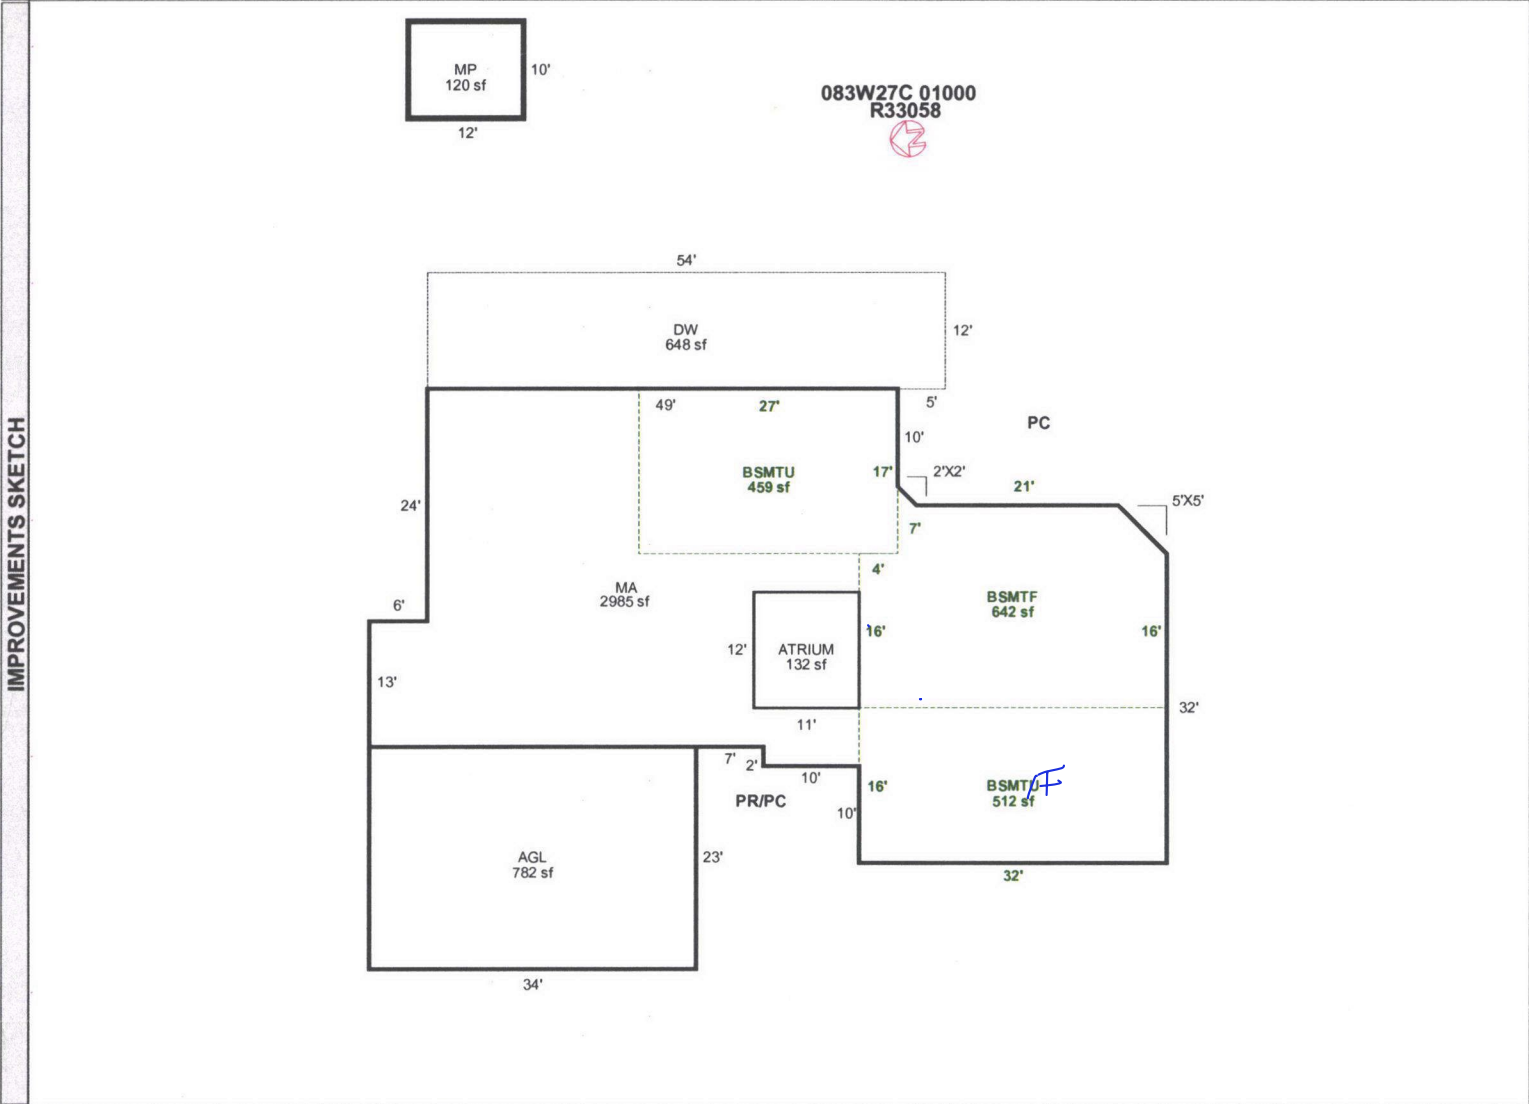 IMPROVEMENTS SKETCH
MP
120 sf
10'
12'
083W27C 01000
R33058
54'
DW
648 sf
12'
49'
27'
5'
PC
10'
BSMTU
459 sf
17'
2'X2'
21'
5'X5'
24'
7'
4'
MA
2985 sf
BSMTF
642 sf
6'
12'
ATRIUM
132 sf
16'
16'
13'
32'
11'
7'
2'
10'
PR/PC
16'
BSMTU/F
512 sf
10'
AGL
782 sf
23'
32'
34'